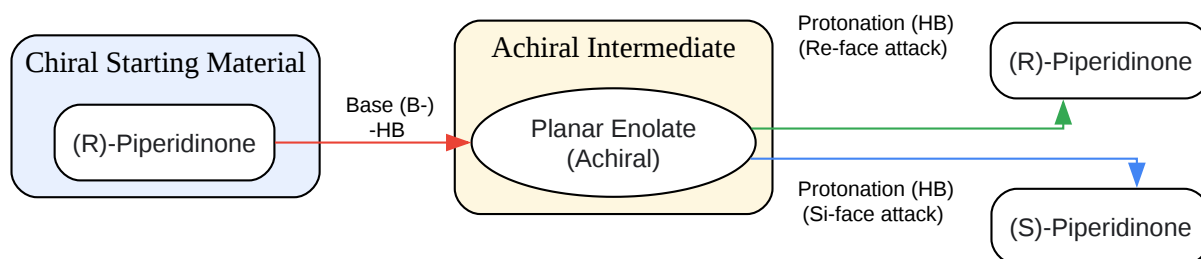 Chiral Starting Material
(R)-Piperidinone
Base (B-)
-HB
Achiral Intermediate
Planar Enolate
(Achiral)
Protonation (HB)
(Re-face attack)
(R)-Piperidinone
Protonation (HB)
(Si-face attack)
(S)-Piperidinone